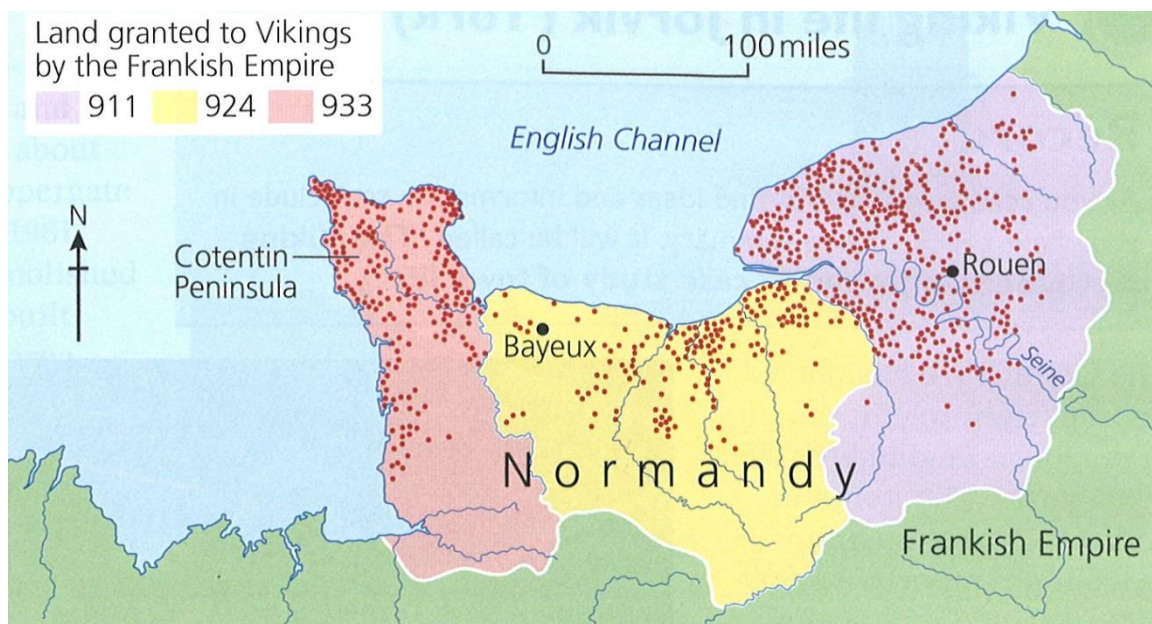 Land granted to Vikings
by the Frankish Empire
911 924 933
0 100 miles
English Channel
N
Cotentin
Peninsula
Rouen
Bayeux
Seine
Normandy
Frankish Empire